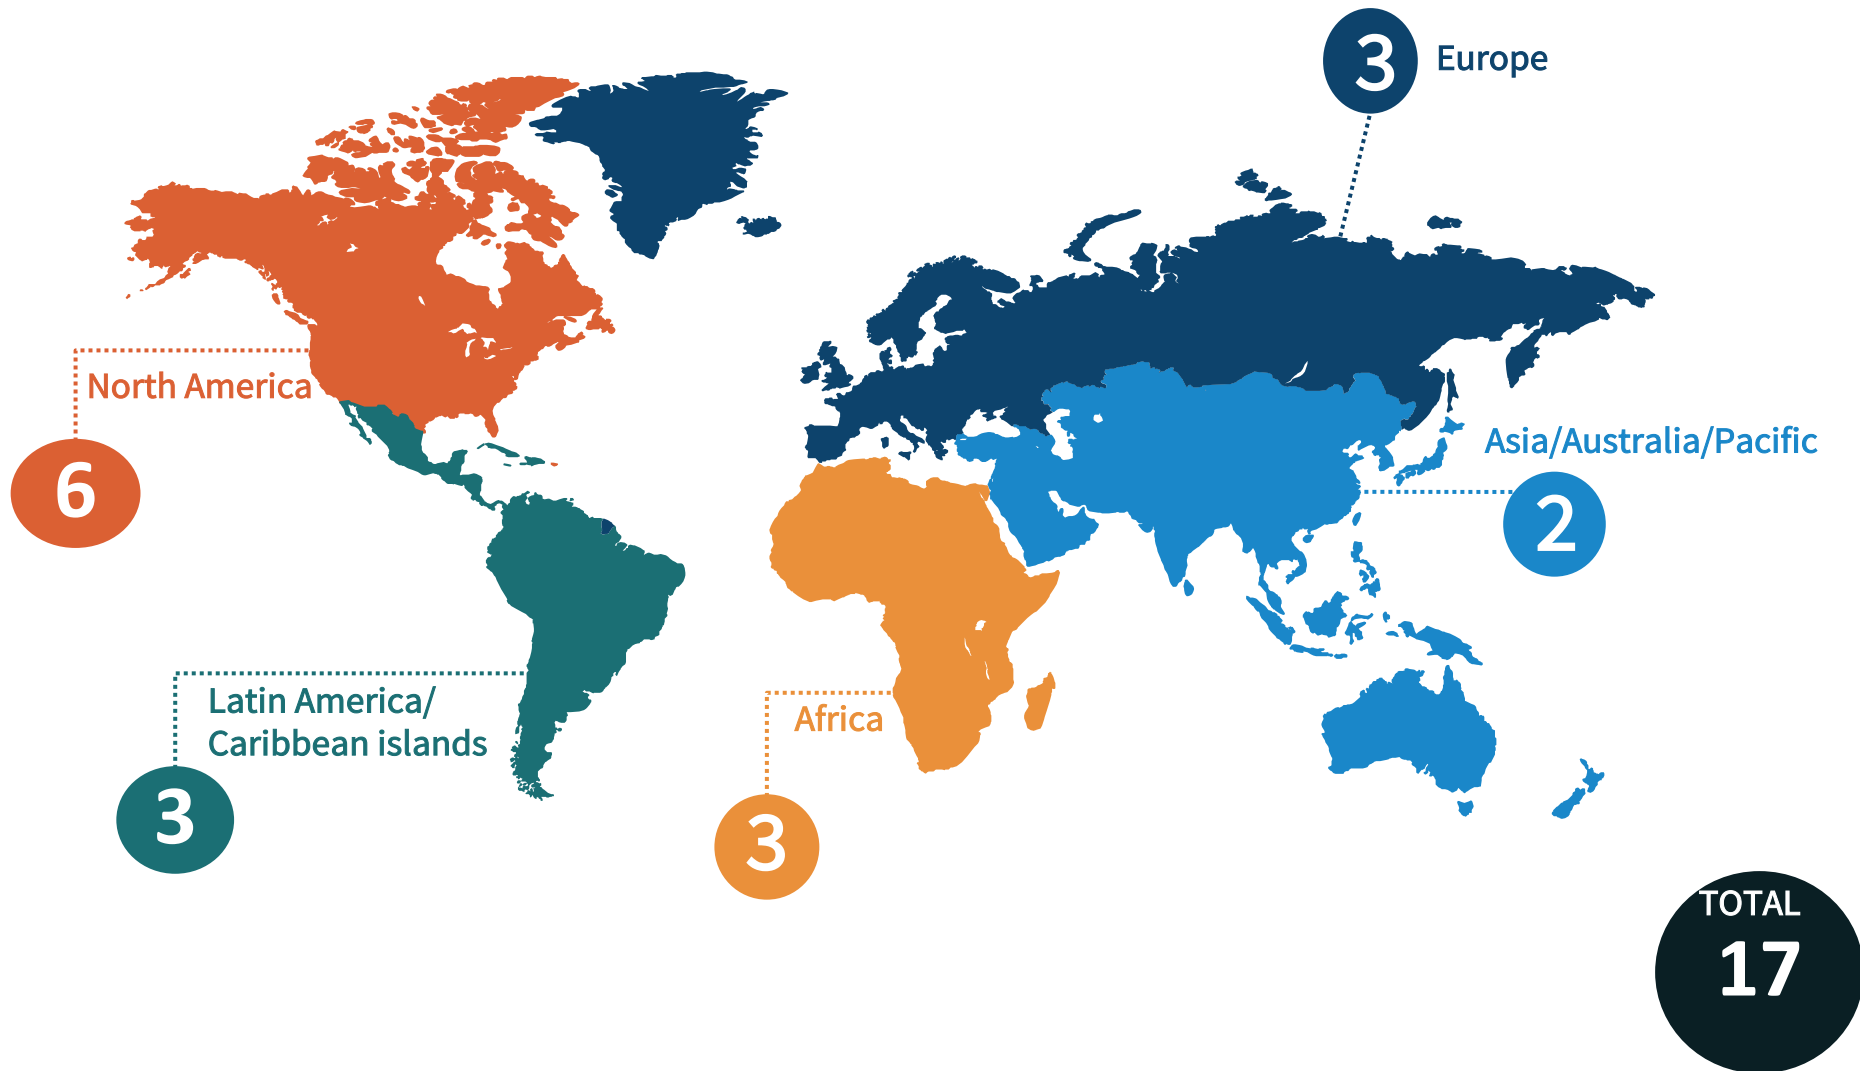 3
Europe
North America
6
Asia/Australia/Pacific
2
Latin America/
Caribbean islands
3
Africa
3
TOTAL
17